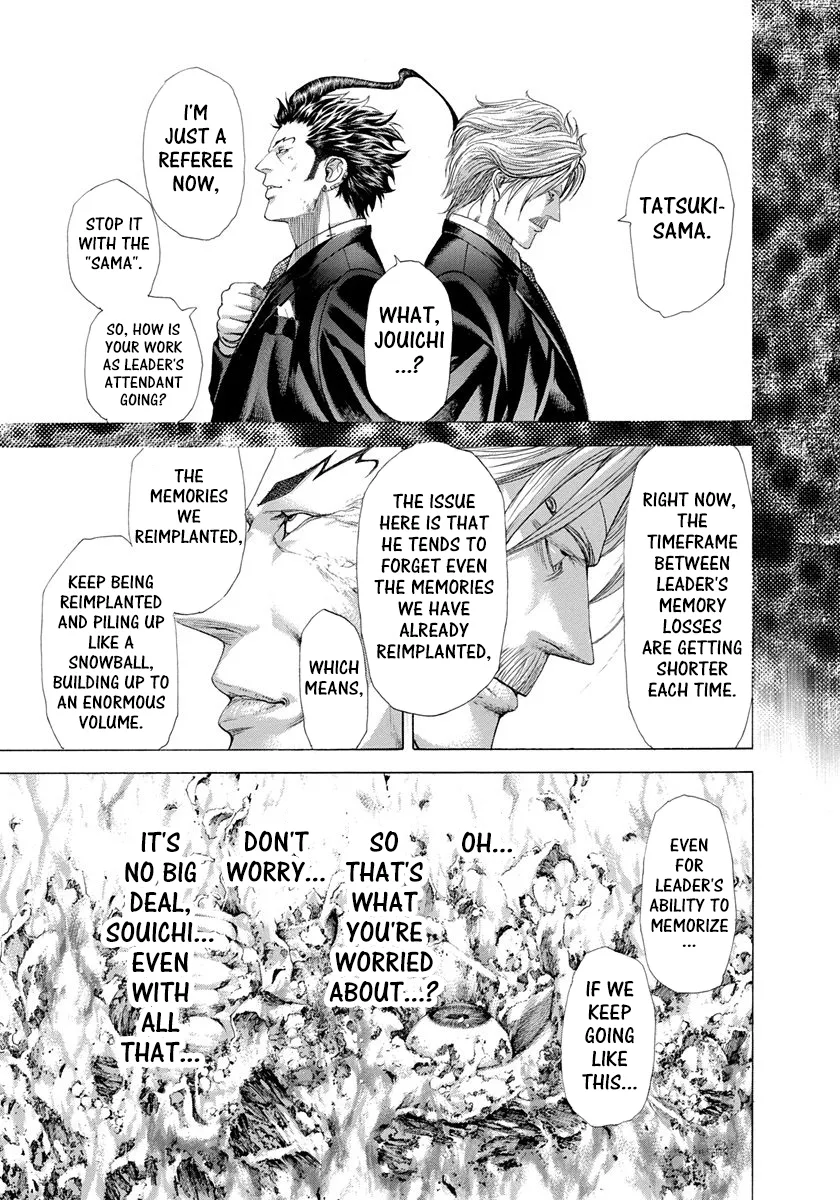 TATSUKI-
SAMA.
WHAT,
JOUICHI
...?
I'M
JUST A
REFEREE
NOW,
STOP IT
WITH THE
"SAMA".
SO, HOW IS
YOUR WORK
AS LEADER'S
ATTENDANT
GOING?
RIGHT NOW,
THE
TIMEFRAME
BETWEEN
LEADER'S
MEMORY
LOSSES
ARE GETTING
SHORTER
EACH TIME.
THE ISSUE
HERE IS THAT
HE TENDS TO
FORGET EVEN
THE MEMORIES
WE HAVE
ALREADY
REIMPLANTED,
WHICH
MEANS,
THE
MEMORIES
WE
REIMPLANTED,
KEEP BEING
REIMPLANTED
AND PILING UP
LIKE A
SNOWBALL,
BUILDING UP TO
AN ENORMOUS
VOLUME.
EVEN
FOR
LEADER'S
ABILITY TO
MEMORIZE
...
IF WE
KEEP
GOING
LIKE
THIS...
OH...
SO
THAT'S
WHAT
YOU'RE
WORRIED
ABOUT...?
DON'T
WORRY...
IT'S
NO BIG
DEAL,
SOUICHI...
EVEN
WITH
ALL
THAT...